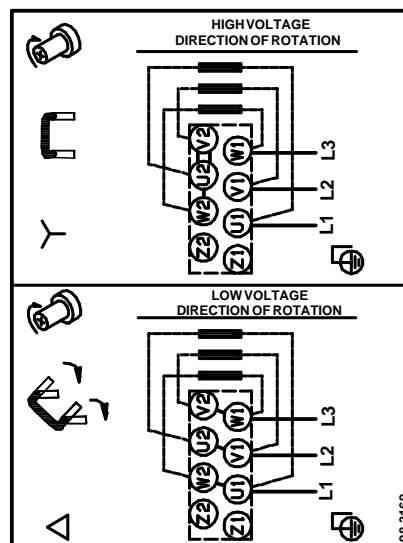 HIGH VOLTAGE
DIRECTION OF ROTATION
V2
W1
L3
U2
V1
L2
W2
U1
L1
Z2
Z1
LOW VOLTAGE
DIRECTION OF ROTATION
V2
W1
L3
U2
V1
L2
W2
U1
L1
Z2
Z1